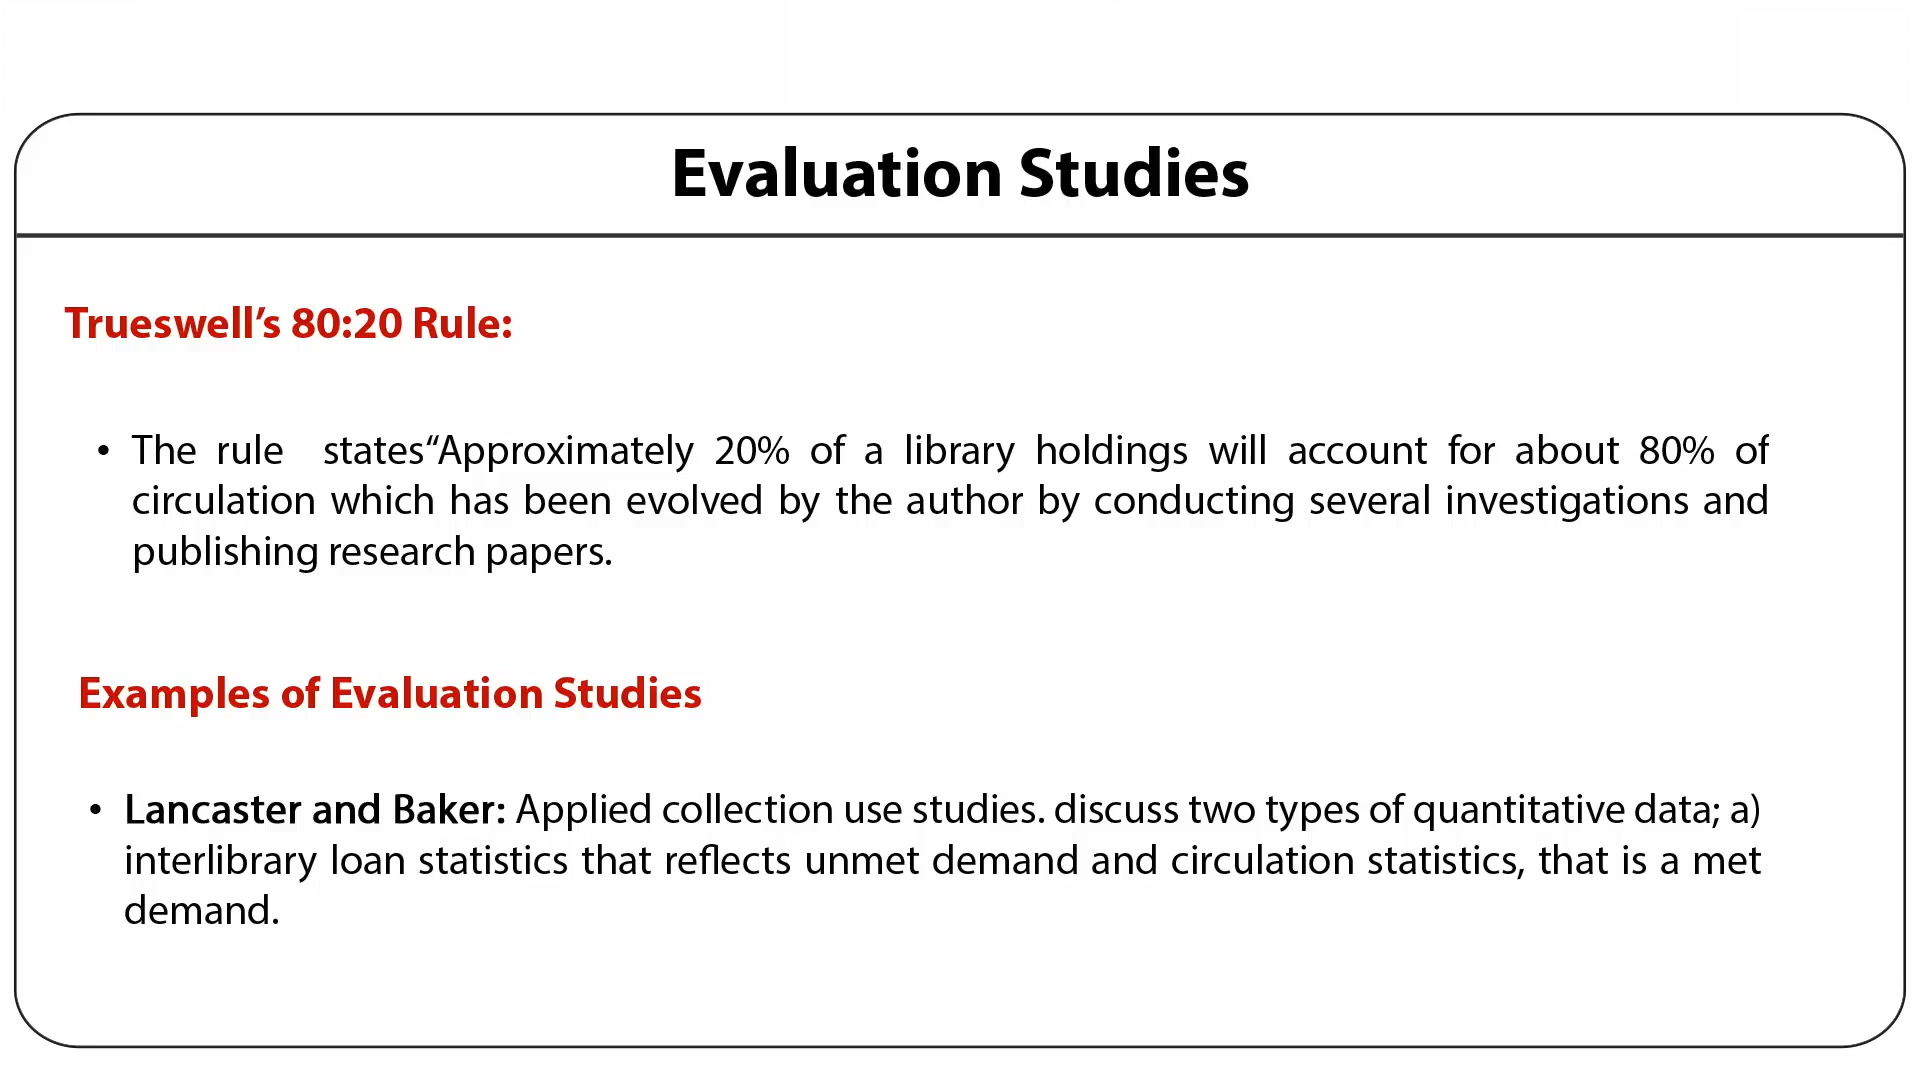 Evaluation Studies
Trueswell’s 80:20 Rule:
• The rule states“Approximately 20% of a library holdings will account for about 80% of
circulation which has been evolved by the author by conducting several investigations and
publishing research papers.
Examples of Evaluation Studies
• Lancaster and Baker: Applied collection use studies. discuss two types of quantitative data; a)
interlibrary loan statistics that reflects unmet demand and circulation statistics, that is a met
demand.